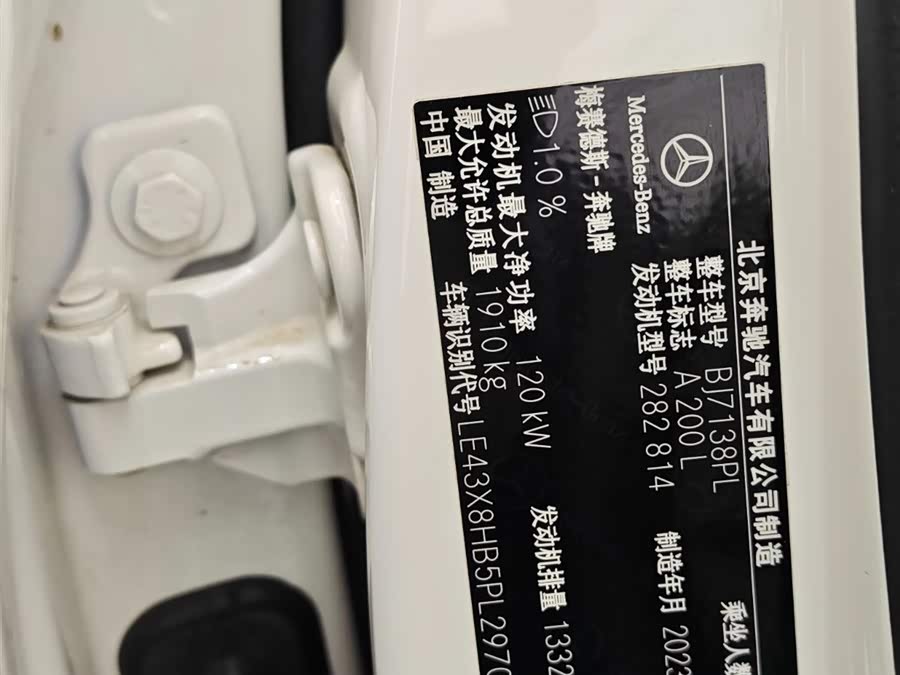 北京奔驰汽车有限公司制造
整车型号 BJ7138PL 乘坐人数
整车标志 A 200 L
Mercedes-Benz 发动机型号 282 814 制造年月 2023
梅赛德斯-奔驰牌
1.0 %
发动机最大净功率 120 kW 发动机排量 1332
最大允许总质量 1910 kg
中国 制造 车辆识别代号 LE43X8HB5PL297